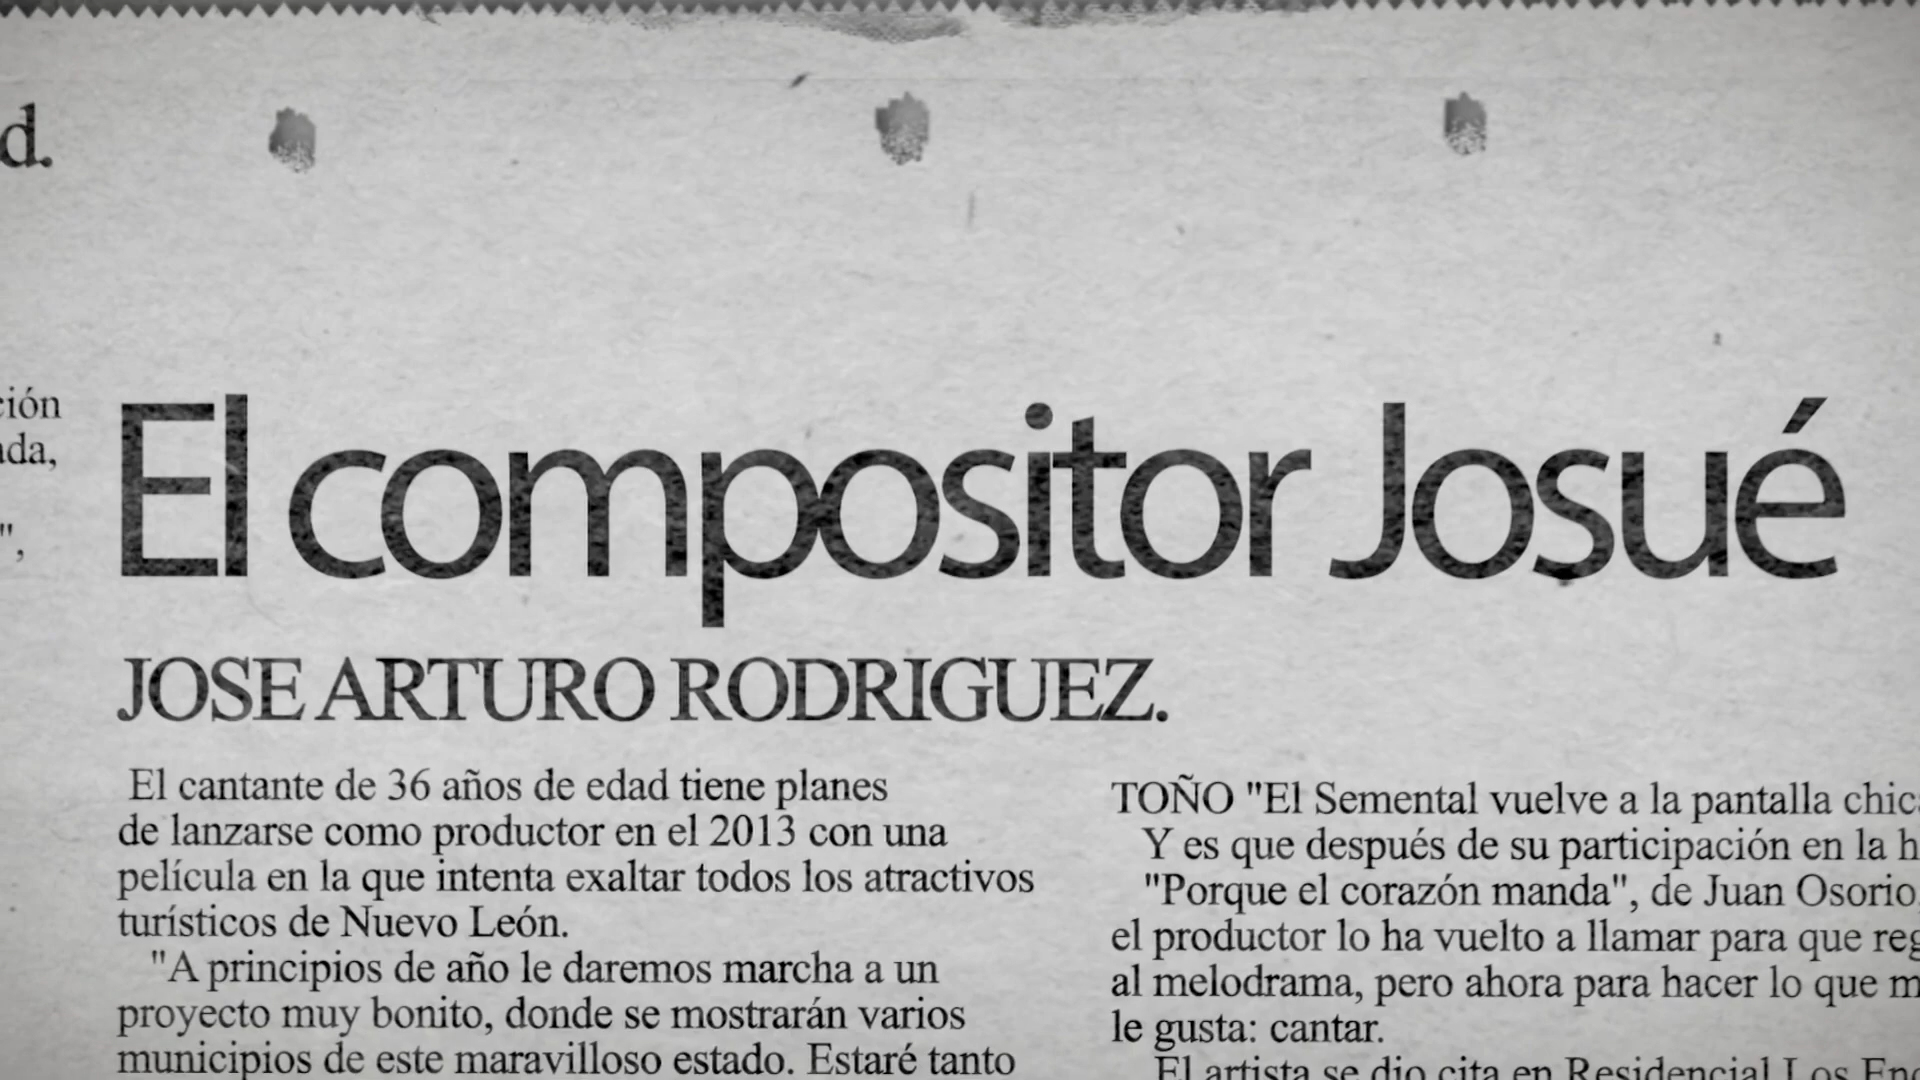 d.
El compositor Josué
JOSE ARTURO RODRIGUEZ.
El cantante de 36 años de edad tiene planes
de lanzarse como productor en el 2013 con una
película en la que intenta exaltar todos los atractivos
turísticos de Nuevo León.
"A principios de año le daremos marcha a un
proyecto muy bonito, donde se mostrarán varios
municipios de este maravilloso estado. Estaré tanto
TOÑO "El Semental vuelve a la pantalla
Y es que después de su participación en la
"Porque el corazón manda", de Juan Osorio
el productor lo ha vuelto a llamar para que
al melodrama, pero ahora para hacer lo que
le gusta: cantar.
El artista se dio cita en Residencial Los